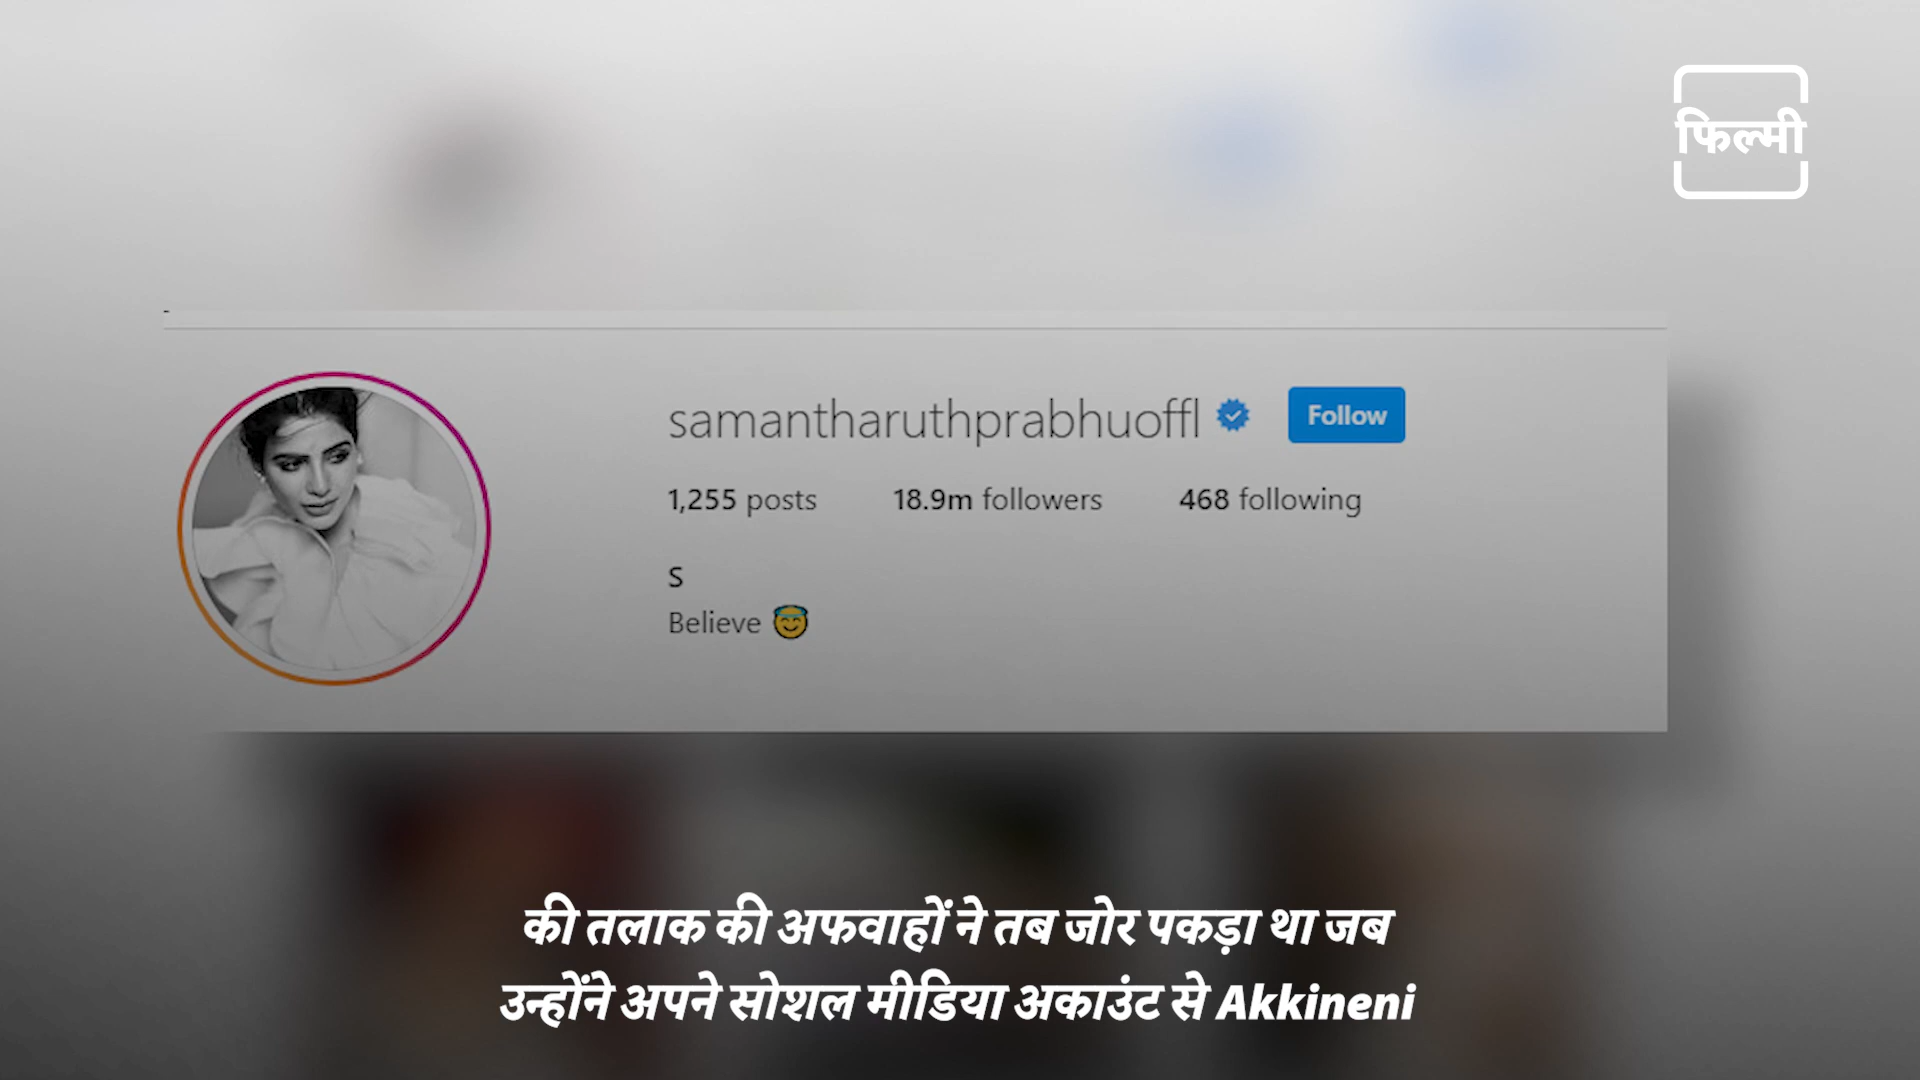 फिल्मी
samantharuthprabhuoffl Follow
1,255 posts 18.9m followers 468 following
S
Believe 😇
की तलाक की अफवाहों ने तब जोर पकड़ा था जब
उन्होंने अपने सोशल मीडिया अकाउंट से Akkineni